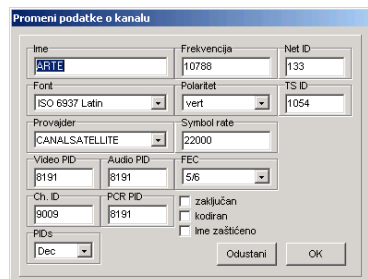 Promeni podatke o kanalu
Ime Frekvencija Net ID
ARTE 10788 133
Font Polaritet TS ID
ISO 6937 Latin vert 1054
Provajder Symbol rate
CANALSATELLITE 22000
Video PID Audio PID FEC
8191 8191 5/6
Ch. ID PCR PID
9009 8191
zaključan
kodiran
Ime zaštićeno
PIDs
Dec
Odustani OK